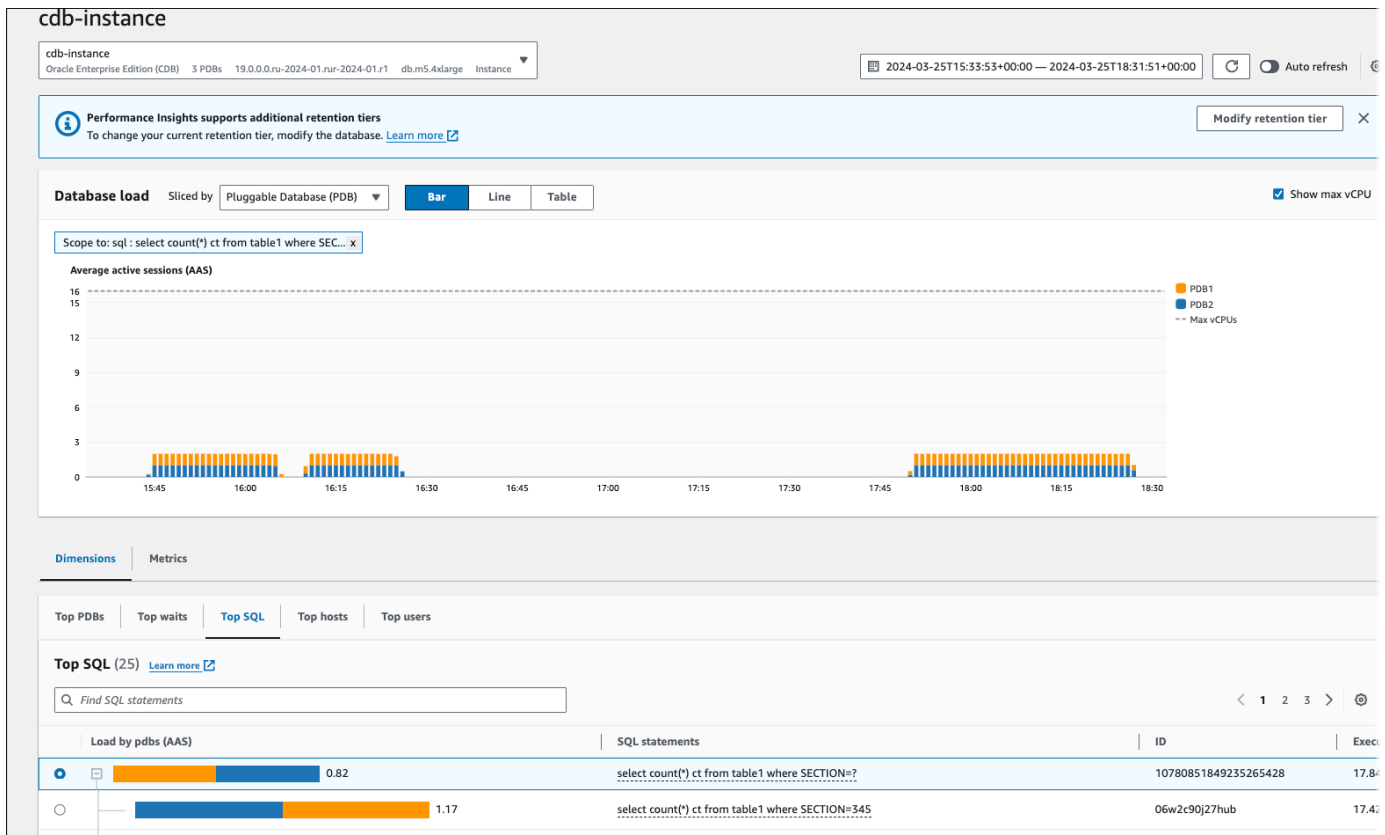 cdb-instance
cdb-instance
Oracle Enterprise Edition (CDB) 3 PDBs 19.0.0.0.ru-2024-01.rur-2024-01.r1 db.m5.4xlarge Instance
2024-03-25T15:33:53+00:00 — 2024-03-25T18:31:51+00:00
Auto refresh
Performance Insights supports additional retention tiers
To change your current retention tier, modify the database. Learn more
Modify retention tier
Database load Sliced by Pluggable Database (PDB) Bar Line Table
Show max vCPU
Scope to: sql : select count(*) ct from table1 where SEC... x
Average active sessions (AAS)
16
15
12
9
6
3
0
15:45 16:00 16:15 16:30 16:45 17:00 17:15 17:30 17:45 18:00 18:15 18:30
PDB1
PDB2
Max vCPUs
Dimensions Metrics
Top PDBs Top waits Top SQL Top hosts Top users
Top SQL (25) Learn more
Find SQL statements
1 2 3
Load by pdbs (AAS) SQL statements ID
0.82 select count(*) ct from table1 where SECTION=? 10780851849235265428
1.17 select count(*) ct from table1 where SECTION=345 06w2c90j27hub